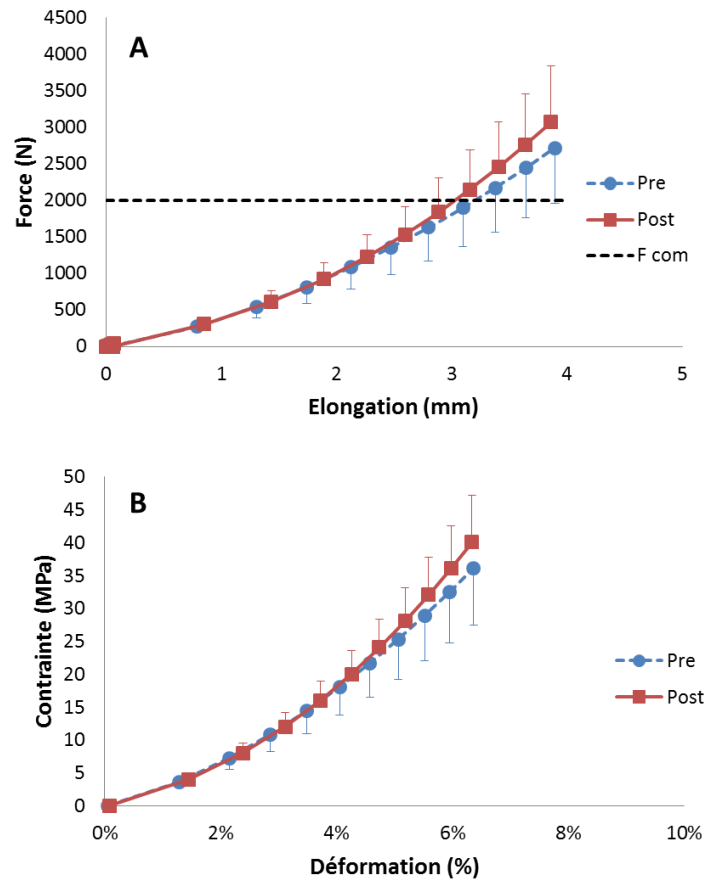 A
4500
4000
3500
3000
2500
2000
1500
1000
500
0
Force (N)
0 1 2 3 4 5
Elongation (mm)
Pre
Post
F com
B
50
45
40
35
30
25
20
15
10
5
0
Contrainte (MPa)
0% 2% 4% 6% 8% 10%
Déformation (%)
Pre
Post